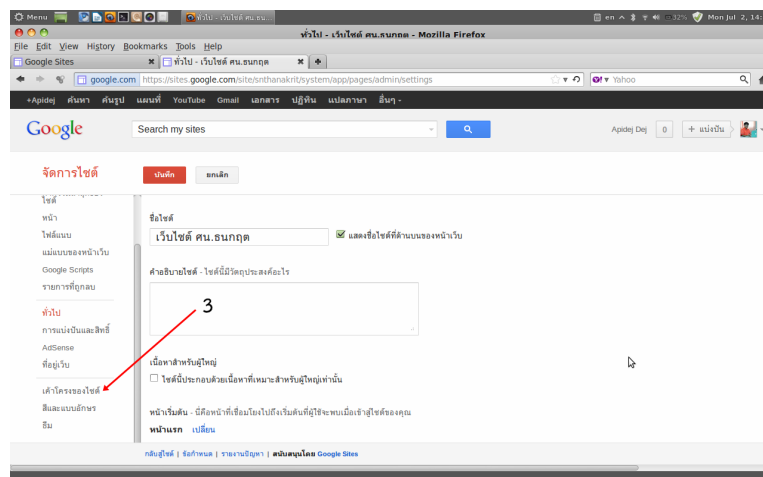 Menu
ทั่วไป - เว็บไซต์ ศน.ธน...
en
32%
Mon Jul 2, 14:
ทั่วไป - เว็บไซต์ ศน.ธนกฤต - Mozilla Firefox
File Edit View History Bookmarks Tools Help
Google Sites
ทั่วไป - เว็บไซต์ ศน.ธนกฤต
google.com https://sites.google.com/site/snthanakrit/system/app/pages/admin/settings
Yahoo
+Apidej ค้นหา ค้นรูป แผนที่ YouTube Gmail เอกสาร ปฏิทิน แปลภาษา อื่นๆ
Google
Search my sites
Apidej Dej 0 + แบ่งปัน
จัดการไซต์
บันทึก ยกเลิก
ไซต์
หน้า
ไฟล์แนบ
แม่แบบของหน้าเว็บ
Google Scripts
รายการที่ถูกลบ
ทั่วไป
การแบ่งปันและสิทธิ์
AdSense
ที่อยู่เว็บ
เค้าโครงของไซต์
สีและแบบอักษร
ธีม
ชื่อไซต์
เว็บไซต์ ศน.ธนกฤต
แสดงชื่อไซต์ที่ด้านบนของหน้าเว็บ
คำอธิบายไซต์ - ไซต์นี้มีวัตถุประสงค์อะไร
3
เนื้อหาสำหรับผู้ใหญ่
ไซต์นี้ประกอบด้วยเนื้อหาที่เหมาะสำหรับผู้ใหญ่เท่านั้น
หน้าเริ่มต้น - นี่คือหน้าที่เชื่อมโยงไปถึงเริ่มต้นที่ผู้ใช้จะพบเมื่อเข้าสู่ไซต์ของคุณ
หน้าแรก เปลี่ยน
กลับสู่ไซต์ | ข้อกำหนด | รายงานปัญหา | สนับสนุนโดย Google Sites